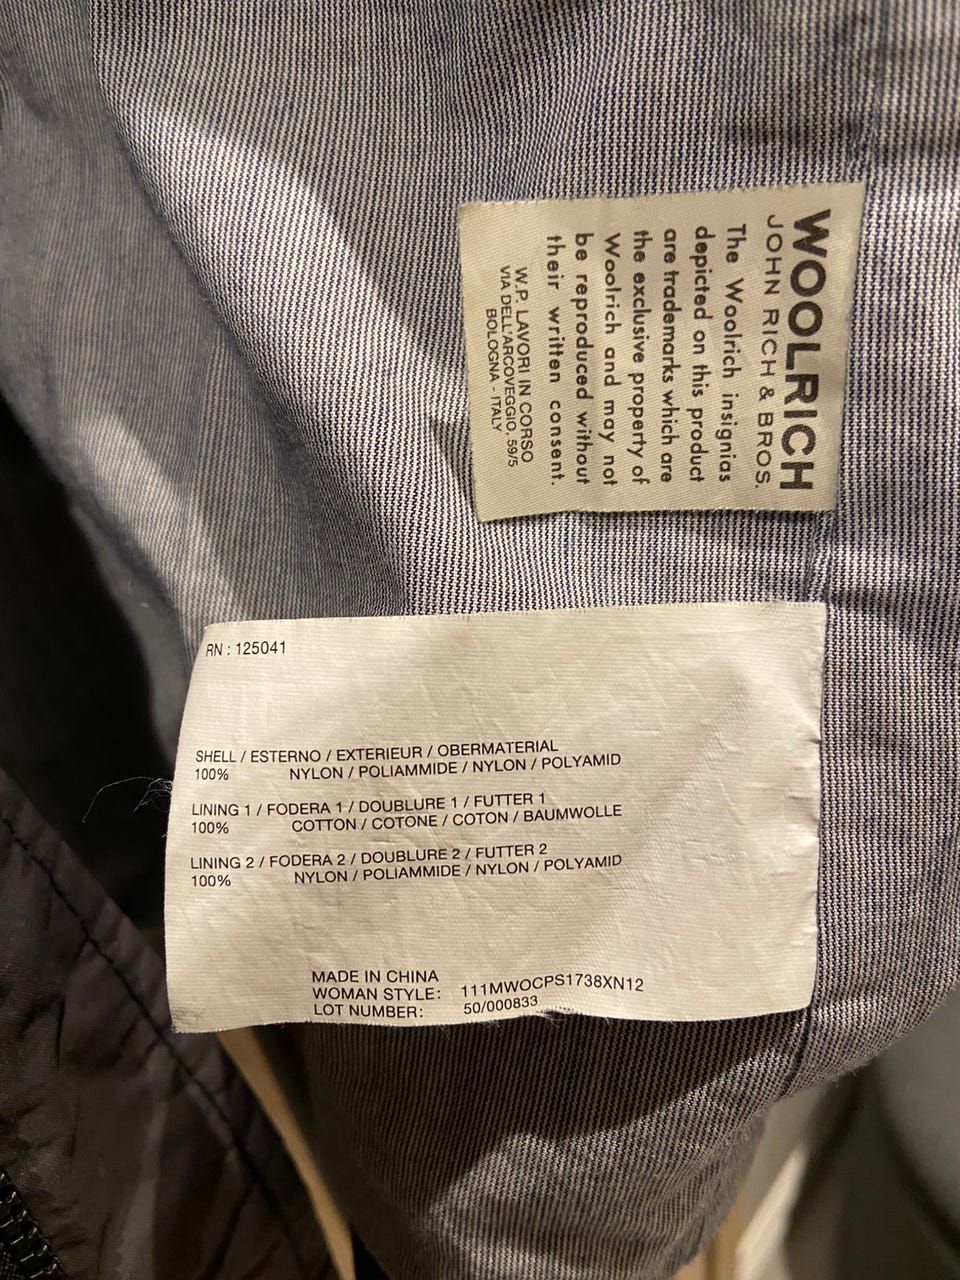 WOOLRICH
JOHN RICH & BROS.
The Woolrich insignias
depicted on this product
are trademarks which are
the exclusive property of
Woolrich and may not
be reproduced without
their written consent.
W.P. LAVORI IN CORSO
VIA DELL'ARCOVEGGIO, 59/5
BOLOGNA - ITALY
RN : 125041
SHELL / ESTERNO / EXTERIEUR / OBERMATERIAL
100% NYLON / POLIAMMIDE / NYLON / POLYAMID
LINING 1 / FODERA 1 / DOUBLURE 1 / FUTTER 1
100% COTTON / COTONE / COTON / BAUMWOLLE
LINING 2 / FODERA 2 / DOUBLURE 2 / FUTTER 2
100% NYLON / POLIAMMIDE / NYLON / POLYAMID
MADE IN CHINA
WOMAN STYLE: 111MWOCPS1738XN12
LOT NUMBER: 50/000833